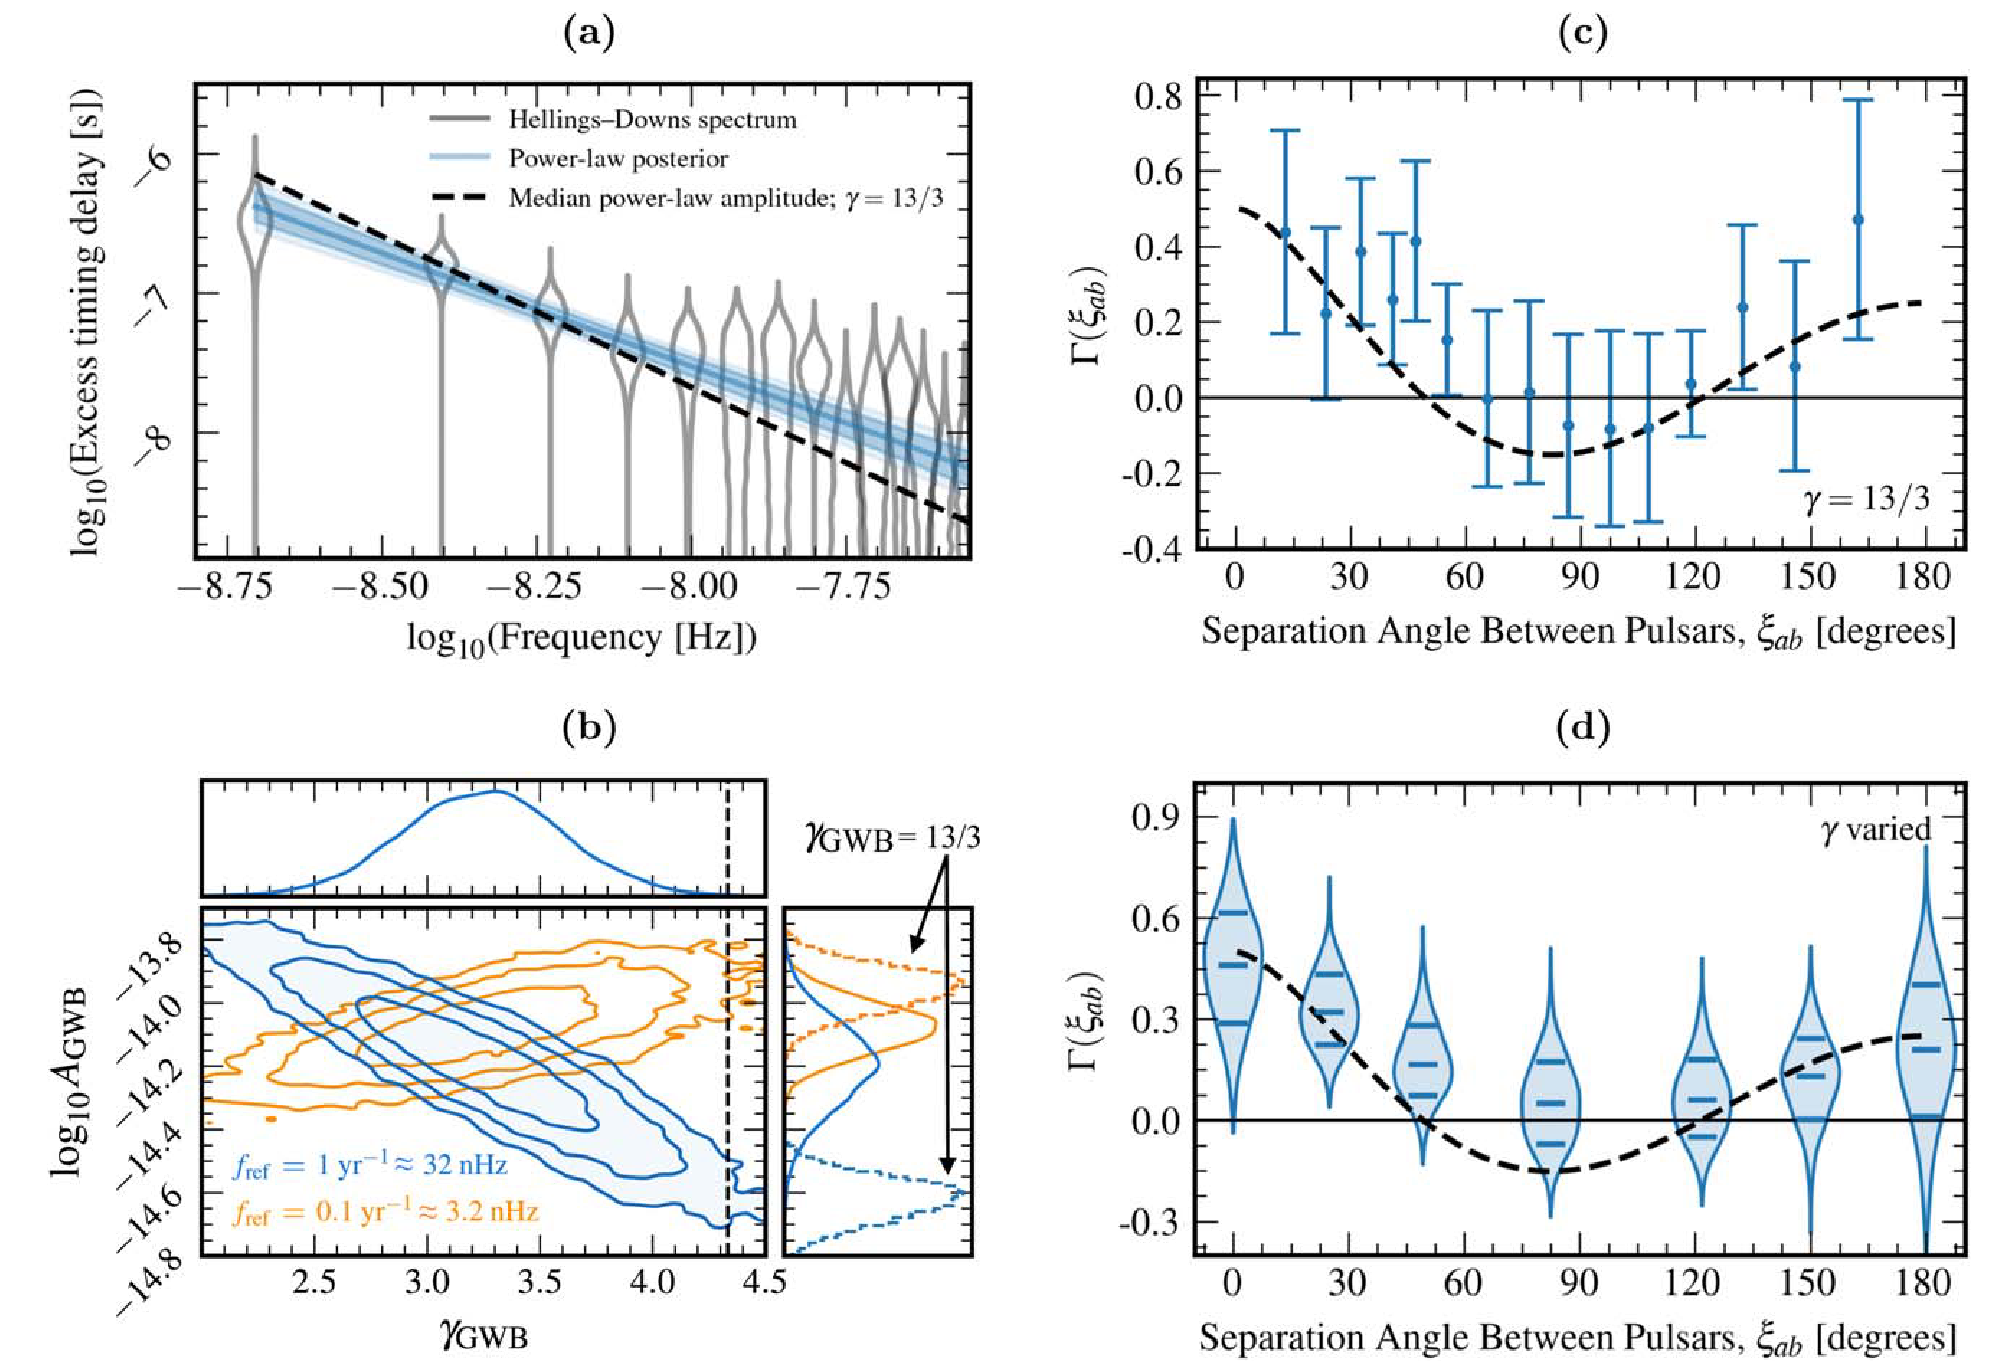 (a)
log10(Excess timing delay [s])
−6
−7
−8
Hellings–Downs spectrum
Power-law posterior
Median power-law amplitude; γ = 13/3
−8.75 −8.50 −8.25 −8.00 −7.75
log10(Frequency [Hz])
(c)
Γ(ξab)
0.8
0.6
0.4
0.2
0.0
-0.2
-0.4
γ = 13/3
0 30 60 90 120 150 180
Separation Angle Between Pulsars, ξab [degrees]
(b)
γGWB = 13/3
log10 AGWB
−13.8
−14.0
−14.2
−14.4
−14.6
−14.8
fref = 1 yr−1 ≈ 32 nHz
fref = 0.1 yr−1 ≈ 3.2 nHz
2.5 3.0 3.5 4.0 4.5
γGWB
(d)
Γ(ξab)
0.9
0.6
0.3
0.0
-0.3
γ varied
0 30 60 90 120 150 180
Separation Angle Between Pulsars, ξab [degrees]